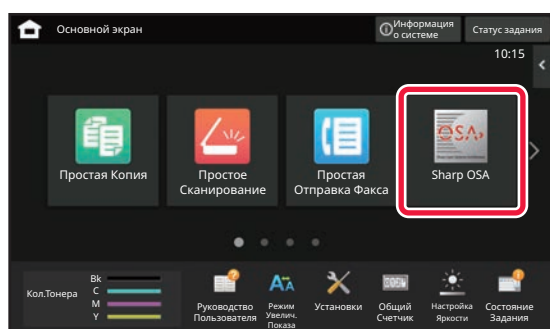 Основной экран
Информация
о системе
Статус задания
10:15
OSA
Простая Копия
Простое
Сканирование
Простая
Отправка Факса
Sharp OSA
Кол.Тонера
Bk
C
M
Y
Руководство
Пользователя
Режим
Увелич.
Показа
Установки
Общий
Счетчик
Настройка
Яркости
Состояние
Задания